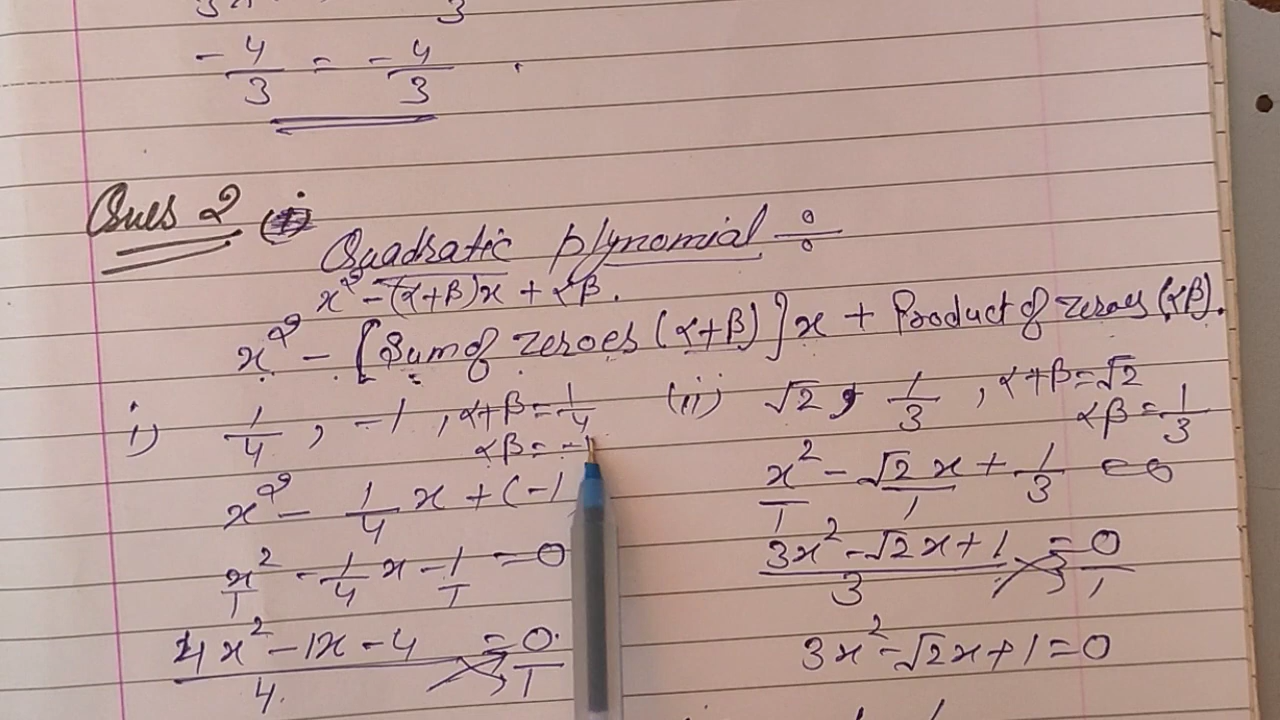 - 4/3 = - 4/3 .
Ques 2 (i)
Quadratic plynomial ÷
x² - (α+β)x + αβ.
x² - [Sum of zeroes (α+β)] x + Product of zeroes (αβ).
i) 1/4 , -1 , α+β = 1/4
αβ = -1
x² - 1/4 x + (-1
x²/1 - 1/4 x - 1/1 = 0
4x² - 1x - 4 / 4. = 0/1
(ii) √2 , 1/3 , α+β = √2
αβ = 1/3
x²/1 - √2 x/1 + 1/3 = 0
3x² - √2 x + 1 / 3 = 0/1
3x² - √2x + 1 = 0